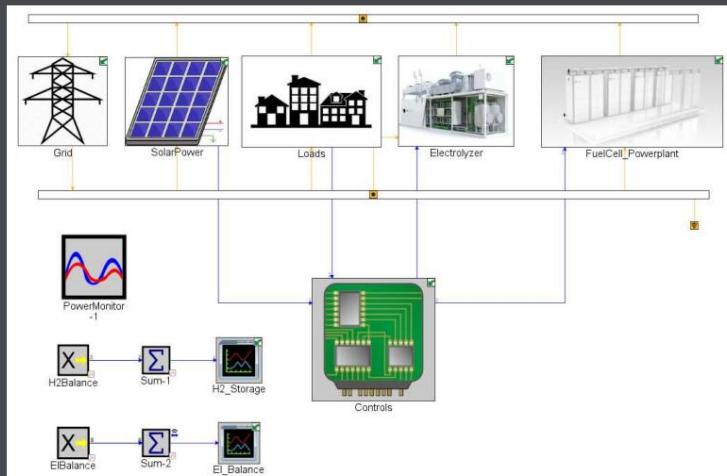 Grid
SolarPower
Loads
Electrolyzer
FuelCell_Powerplant
PowerMonitor
-1
Controls
X
Σ
H2Balance
Sum-1
H2_Storage
X
Σ
ElBalance
Sum-2
El_Balance